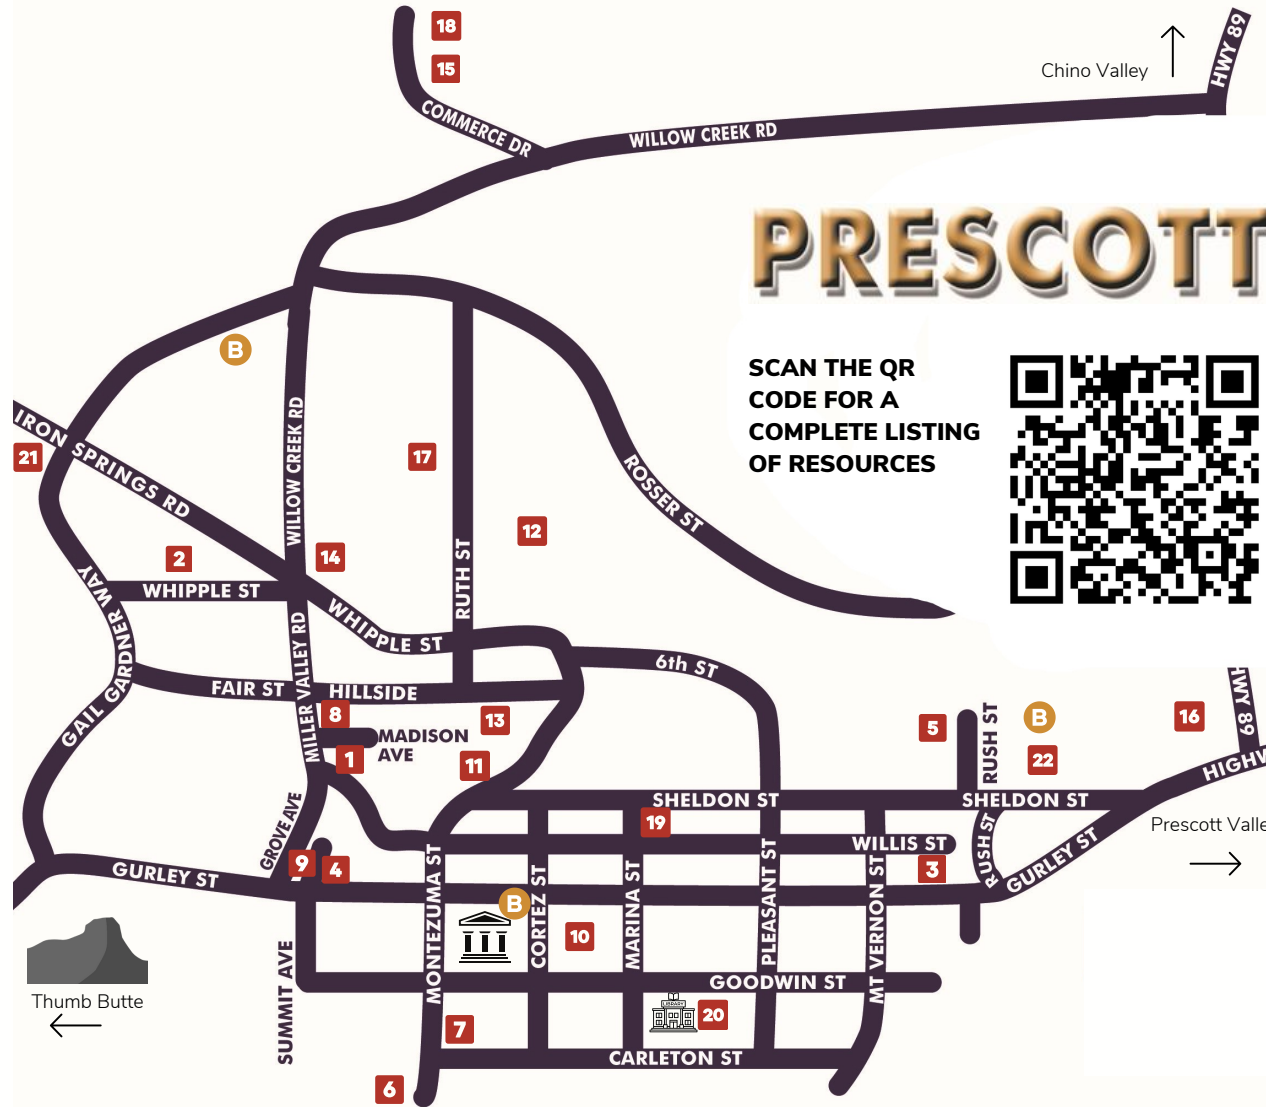 18
15
Chino Valley
HWY 89
COMMERCE DR
WILLOW CREEK RD
PRESCOTT
B
SCAN THE QR
CODE FOR A
COMPLETE LISTING
OF RESOURCES
IRON SPRINGS RD
21
WILLOW CREEK RD
17
ROSSER ST
12
2
14
RUTH ST
WHIPPLE ST
WHIPPLE ST
GAIL GARDNER WAY
MILLER VALLEY RD
6th ST
FAIR ST
HILLSIDE
HWY 89
8
13
MADISON
AVE
1
11
5
RUSH ST
B
16
22
HIGHW
SHELDON ST
SHELDON ST
GROVE AVE
19
Prescott Valle
WILLIS ST
RUSH ST
9
4
3
GURLEY ST
GURLEY ST
MONTEZUMA ST
B
CORTEZ ST
MARINA ST
PLEASANT ST
MT VERNON ST
10
SUMMIT AVE
GOODWIN ST
Thumb Butte
LIBRARY
20
7
CARLETON ST
6